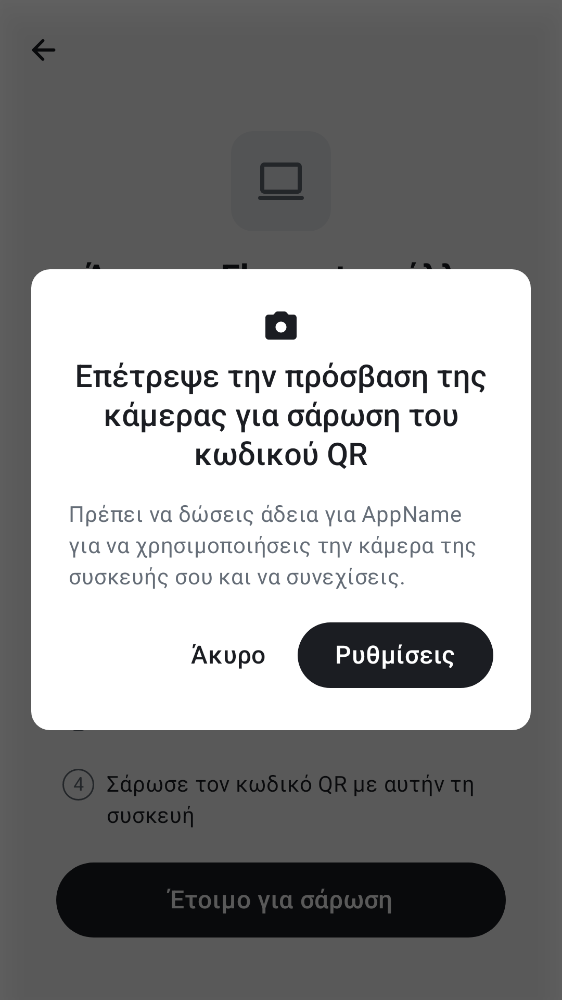 Επέτρεψε την πρόσβαση της
κάμερας για σάρωση του
κωδικού QR
Πρέπει να δώσεις άδεια για AppName
για να χρησιμοποιήσεις την κάμερα της
συσκευής σου και να συνεχίσεις.
Άκυρο
Ρυθμίσεις
4
Σάρωσε τον κωδικό QR με αυτήν τη
συσκευή
Έτοιμο για σάρωση